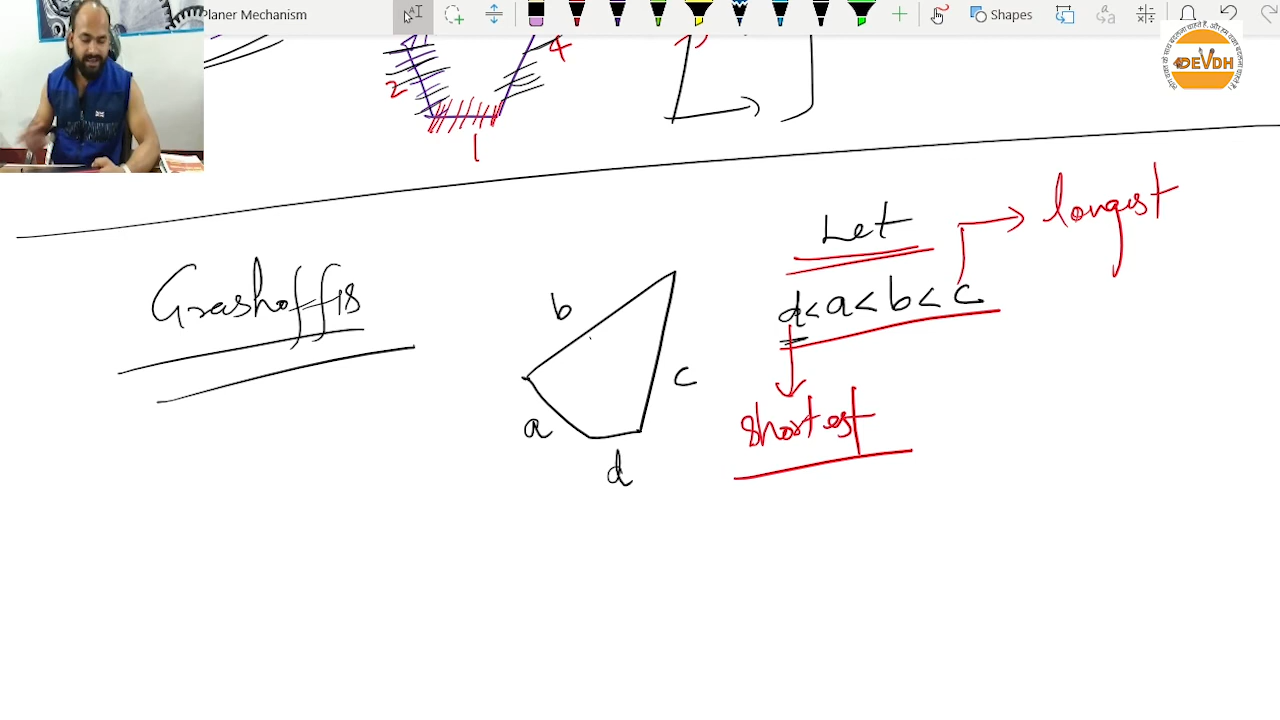 Planer Mechanism
Shapes
DEVDH
2
4
1
Grashoff's
Let
longest
d < a < b < c
shortest
b
c
a
d